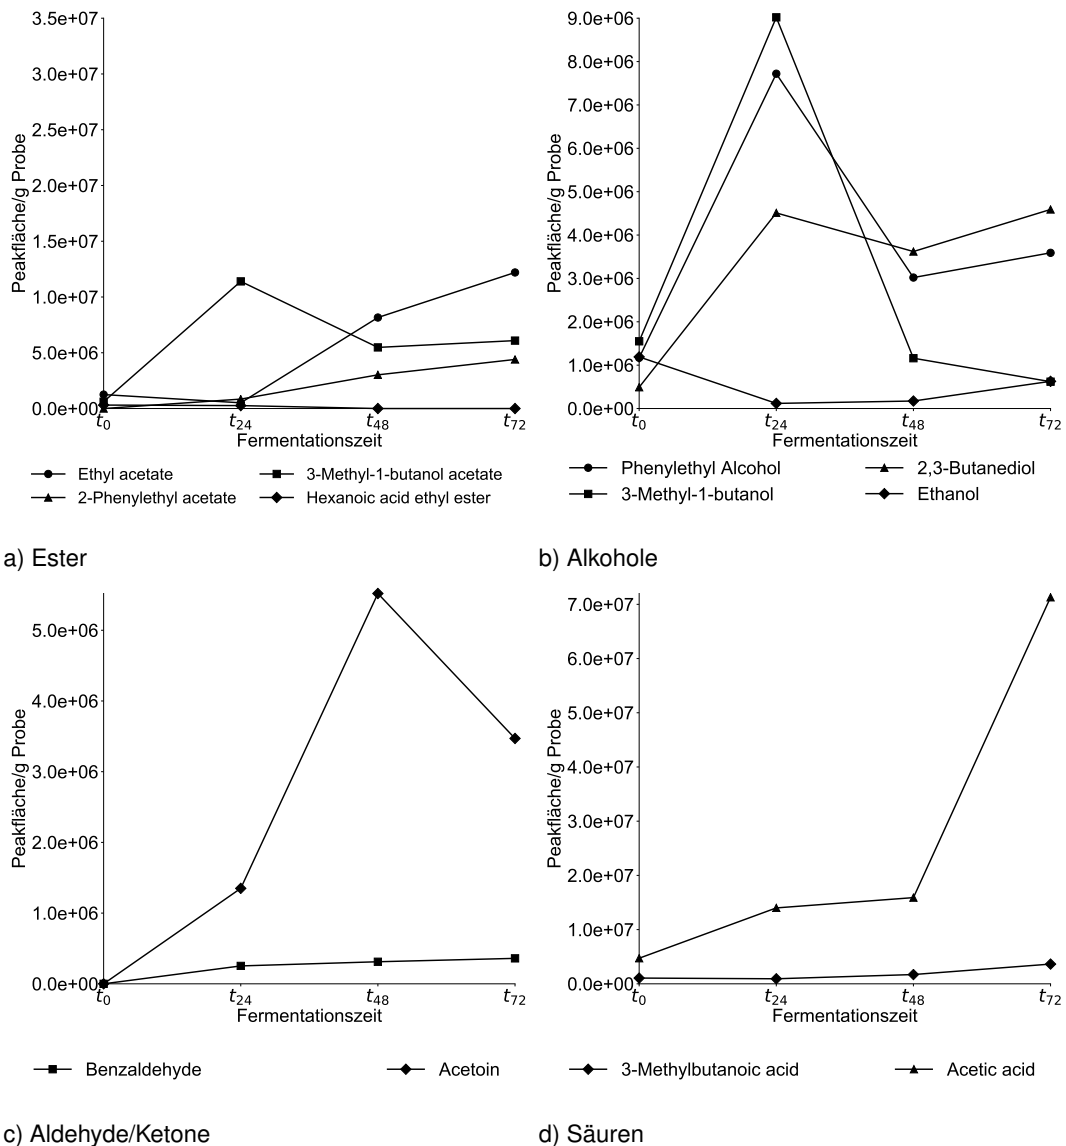 3.5e+07
3.0e+07
2.5e+07
2.0e+07
1.5e+07
1.0e+07
5.0e+06
0.0e+00
Peakfläche/g Probe
t0 t24 t48 t72
Fermentationszeit
Ethyl acetate 3-Methyl-1-butanol acetate
2-Phenylethyl acetate Hexanoic acid ethyl ester
a) Ester
9.0e+06
8.0e+06
7.0e+06
6.0e+06
5.0e+06
4.0e+06
3.0e+06
2.0e+06
1.0e+06
0.0e+00
Peakfläche/g Probe
t0 t24 t48 t72
Fermentationszeit
Phenylethyl Alcohol 2,3-Butanediol
3-Methyl-1-butanol Ethanol
b) Alkohole
5.0e+06
4.0e+06
3.0e+06
2.0e+06
1.0e+06
0.0e+00
Peakfläche/g Probe
t0 t24 t48 t72
Fermentationszeit
Benzaldehyde Acetoin
c) Aldehyde/Ketone
7.0e+07
6.0e+07
5.0e+07
4.0e+07
3.0e+07
2.0e+07
1.0e+07
0.0e+00
Peakfläche/g Probe
t0 t24 t48 t72
Fermentationszeit
3-Methylbutanoic acid Acetic acid
d) Säuren